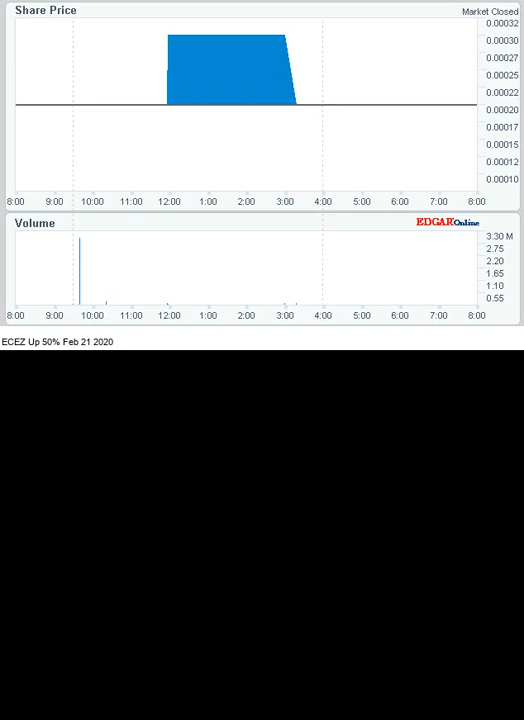 Share Price
Market Closed
0.00032
0.00030
0.00027
0.00025
0.00022
0.00020
0.00017
0.00015
0.00012
0.00010
8:00 9:00 10:00 11:00 12:00 1:00 2:00 3:00 4:00 5:00 6:00 7:00 8:00
Volume
EDGAROnline
3.30 M
2.75
2.20
1.65
1.10
0.55
8:00 9:00 10:00 11:00 12:00 1:00 2:00 3:00 4:00 5:00 6:00 7:00 8:00
ECEZ Up 50% Feb 21 2020